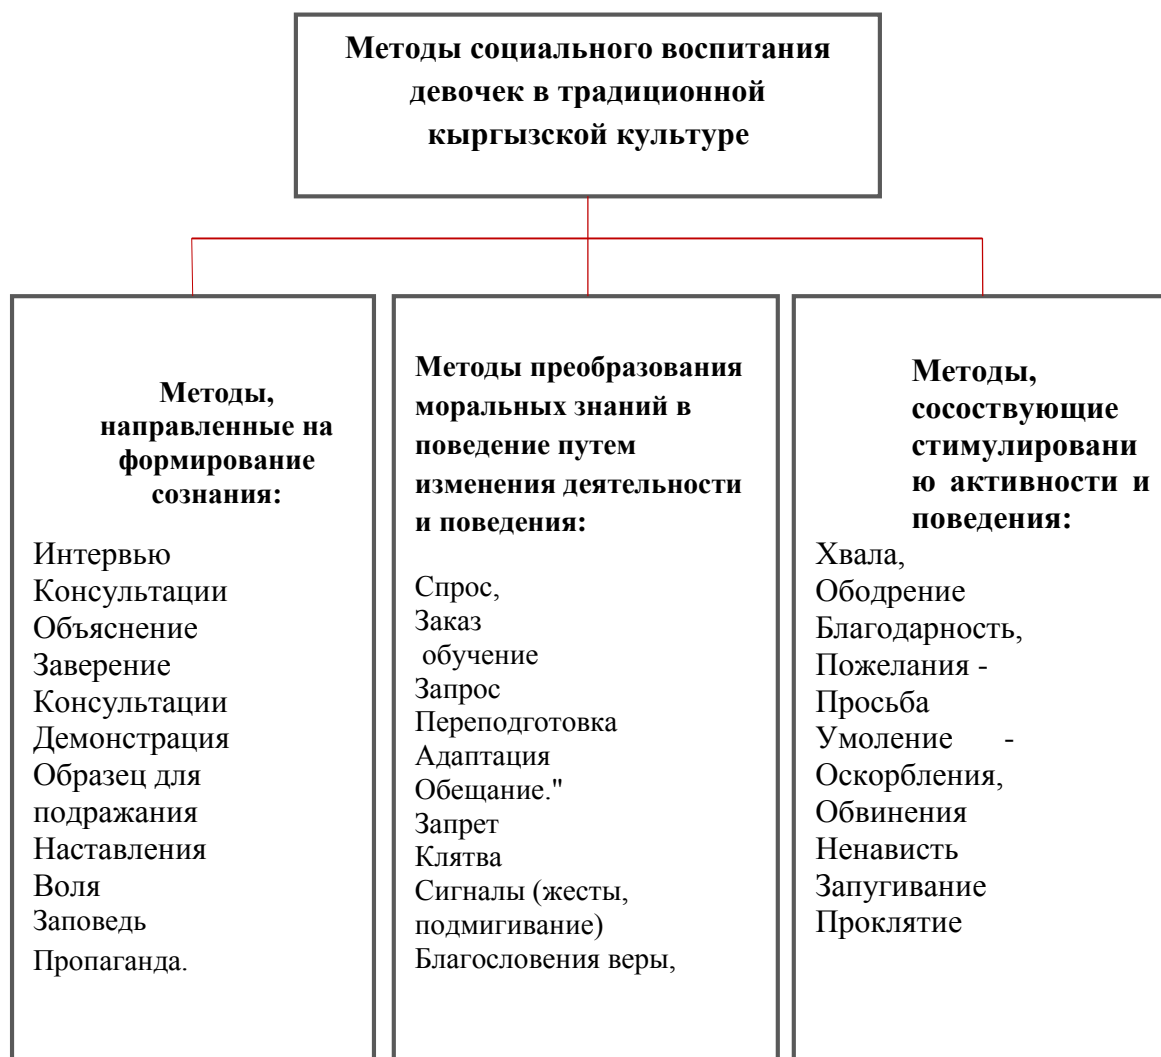 Методы социального воспитания
девочек в традиционной
кыргызской культуре
Методы,
направленные на
формирование
сознания:
Интервью
Консультации
Объяснение
Заверение
Консультации
Демонстрация
Образец для
подражания
Наставления
Воля
Заповедь
Пропаганда.
Методы преобразования
моральных знаний в
поведение путем
изменения деятельности
и поведения:
Спрос,
Заказ
обучение
Запрос
Переподготовка
Адаптация
Обещание."
Запрет
Клятва
Сигналы (жесты,
подмигивание)
Благословения веры,
Методы,
сосоствующие
стимулировани
ю активности и
поведения:
Хвала,
Ободрение
Благодарность,
Пожелания -
Просьба
Умоление -
Оскорбления,
Обвинения
Ненависть
Запугивание
Проклятие